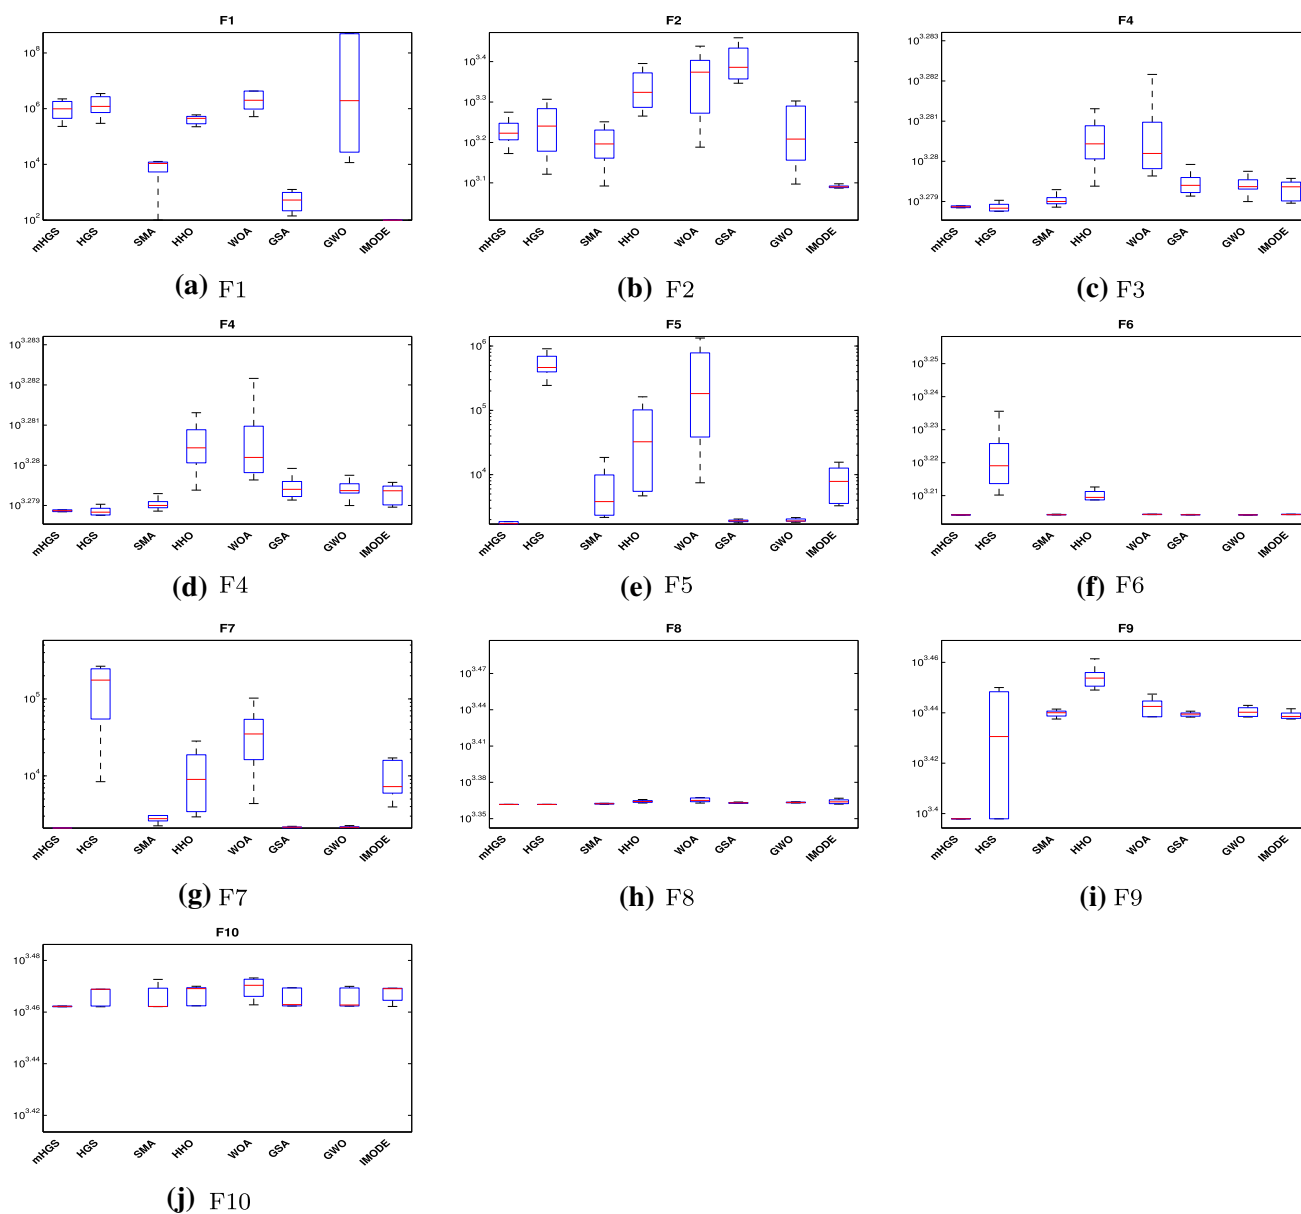 F1
10^8
10^6
10^4
10^2
mHGS HGS SMA HHO WOA GSA GWO IMODE
(a) F1
F2
10^3.4
10^3.3
10^3.2
10^3.1
mHGS HGS SMA HHO WOA GSA GWO IMODE
(b) F2
F4
10^3.283
10^3.282
10^3.281
10^3.28
10^3.279
mHGS HGS SMA HHO WOA GSA GWO IMODE
(c) F3
F4
10^3.283
10^3.282
10^3.281
10^3.28
10^3.279
mHGS HGS SMA HHO WOA GSA GWO IMODE
(d) F4
F5
10^6
10^5
10^4
mHGS HGS SMA HHO WOA GSA GWO IMODE
(e) F5
F6
10^3.25
10^3.24
10^3.23
10^3.22
10^3.21
mHGS HGS SMA HHO WOA GSA GWO IMODE
(f) F6
F7
10^5
10^4
mHGS HGS SMA HHO WOA GSA GWO IMODE
(g) F7
F8
10^3.47
10^3.44
10^3.41
10^3.38
10^3.35
mHGS HGS SMA HHO WOA GSA GWO IMODE
(h) F8
F9
10^3.46
10^3.44
10^3.42
10^3.4
mHGS HGS SMA HHO WOA GSA GWO IMODE
(i) F9
F10
10^3.48
10^3.46
10^3.44
10^3.42
mHGS HGS SMA HHO WOA GSA GWO IMODE
(j) F10